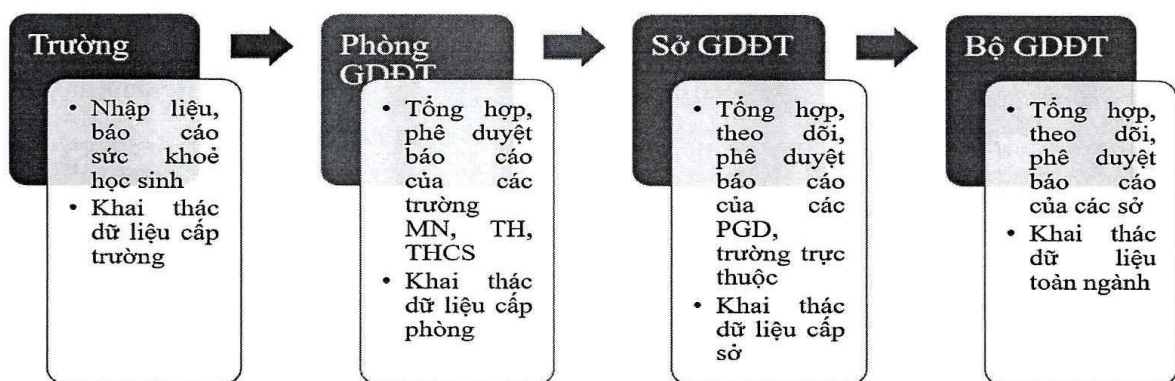 Trường
• Nhập liệu,
báo cáo
sức khoẻ
học sinh
• Khai thác
dữ liệu cấp
trường
Phòng
GDĐT
• Tổng hợp,
phê duyệt
báo cáo
của các
trường
MN, TH,
THCS
• Khai thác
dữ liệu cấp
phòng
Sở GDĐT
• Tổng hợp,
theo dõi,
phê duyệt
báo cáo
của các
PGD,
trường trực
thuộc
• Khai thác
dữ liệu cấp
sở
Bộ GDĐT
• Tổng hợp,
theo dõi,
phê duyệt
báo cáo
của các sở
• Khai thác
dữ liệu
toàn ngành